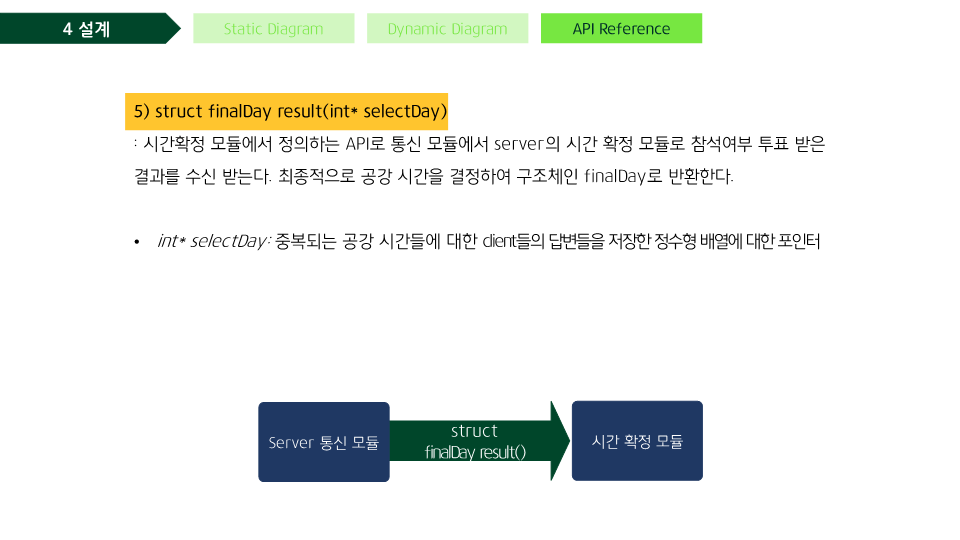 4 설계
Static Diagram
Dynamic Diagram
API Reference
5) struct finalDay result(int* selectDay)
: 시간확정 모듈에서 정의하는 API로 통신 모듈에서 server의 시간 확정 모듈로 참석여부 투표 받은
결과를 수신 받는다. 최종적으로 공강 시간을 결정하여 구조체인 finalDay로 반환한다.
• int* selectDay: 중복되는 공강 시간들에 대한 client들의 답변들을 저장한 정수형 배열에 대한 포인터
Server 통신 모듈
struct
finalDay result()
시간 확정 모듈